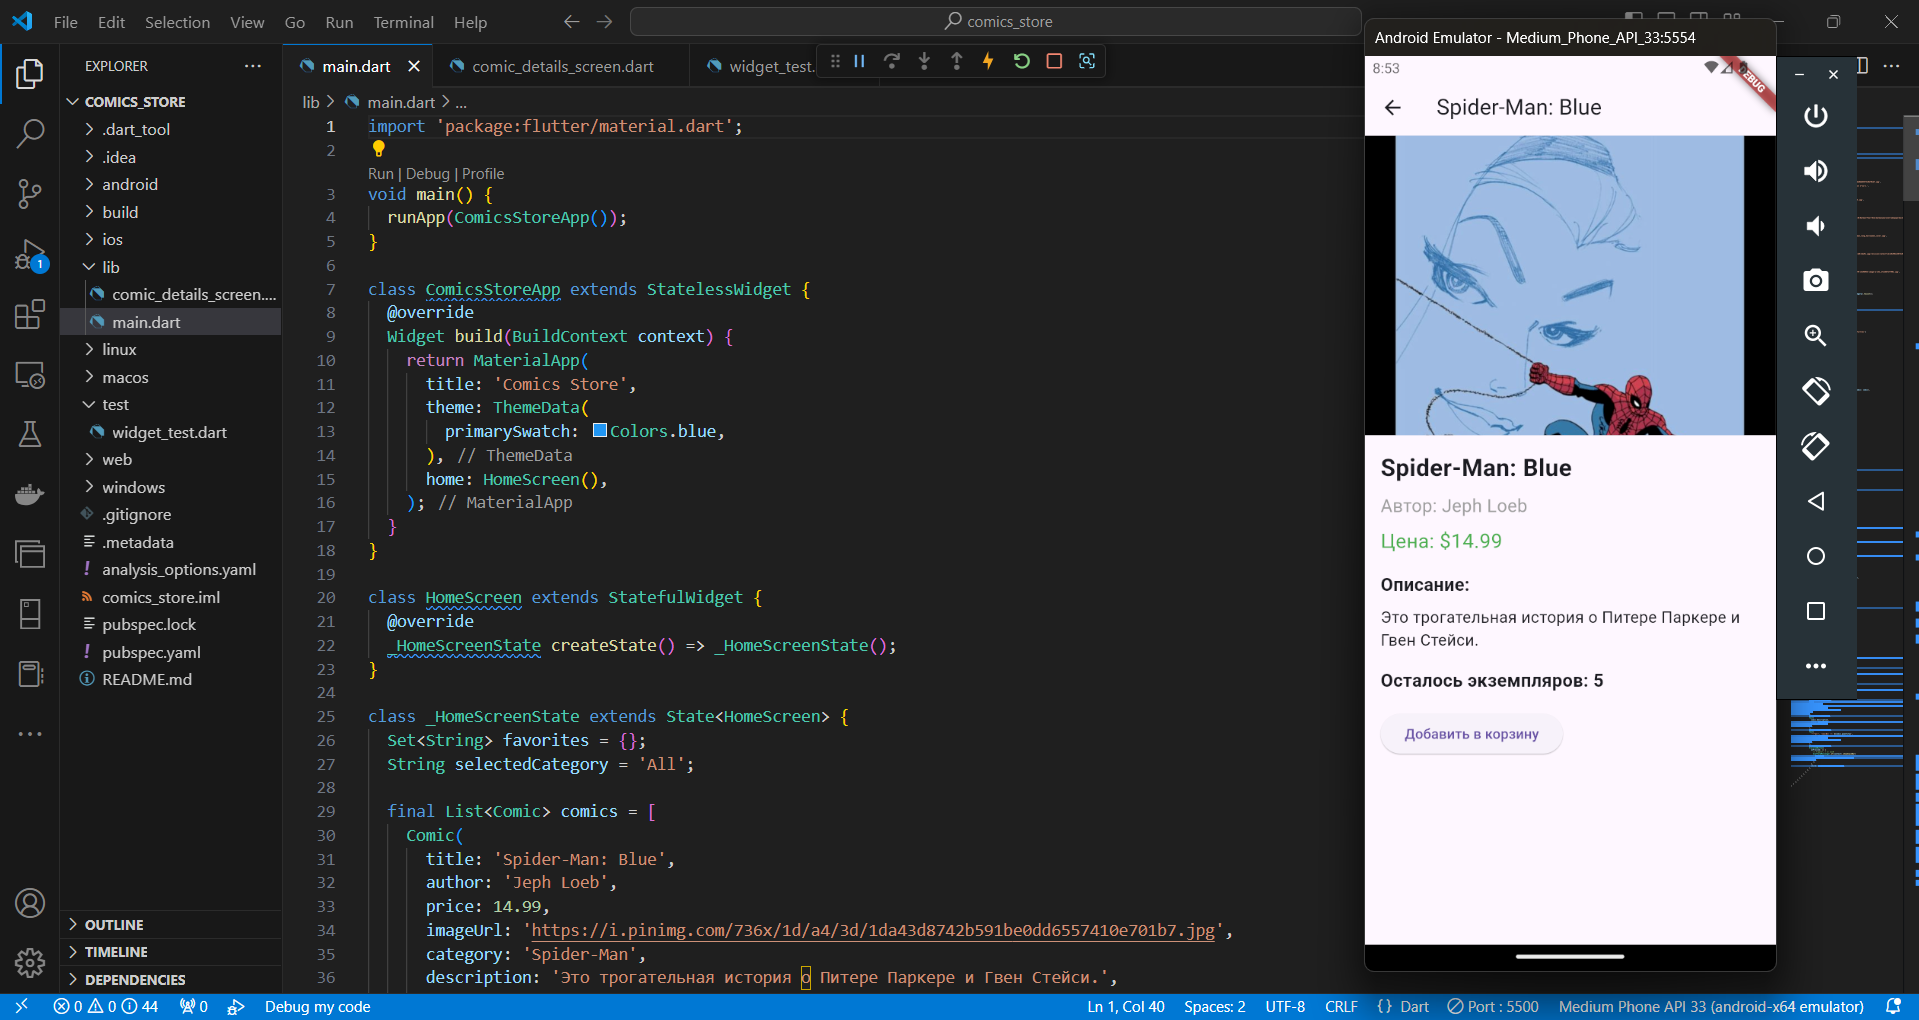 File Edit Selection View Go Run Terminal Help
comics_store
EXPLORER
COMICS_STORE
.dart_tool
.idea
android
build
ios
lib
comic_details_screen....
main.dart
linux
macos
test
widget_test.dart
web
windows
.gitignore
.metadata
analysis_options.yaml
comics_store.iml
pubspec.lock
pubspec.yaml
README.md
OUTLINE
TIMELINE
DEPENDENCIES
1
main.dart
comic_details_screen.dart
widget_test.
lib > main.dart > ...
1 import 'package:flutter/material.dart';
2
Run | Debug | Profile
3 void main() {
4 runApp(ComicsStoreApp());
5 }
6
7 class ComicsStoreApp extends StatelessWidget {
8 @override
9 Widget build(BuildContext context) {
10 return MaterialApp(
11 title: 'Comics Store',
12 theme: ThemeData(
13 primarySwatch: Colors.blue,
14 ), // ThemeData
15 home: HomeScreen(),
16 ); // MaterialApp
17 }
18 }
19
20 class HomeScreen extends StatefulWidget {
21 @override
22 _HomeScreenState createState() => _HomeScreenState();
23 }
24
25 class _HomeScreenState extends State<HomeScreen> {
26 Set<String> favorites = {};
27 String selectedCategory = 'All';
28
29 final List<Comic> comics = [
30 Comic(
31 title: 'Spider-Man: Blue',
32 author: 'Jeph Loeb',
33 price: 14.99,
34 imageUrl: 'https://i.pinimg.com/736x/1d/a4/3d/1da43d8742b591be0dd6557410e701b7.jpg',
35 category: 'Spider-Man',
36 description: 'Это трогательная история о Питере Паркере и Гвен Стейси.',
Android Emulator - Medium_Phone_API_33:5554
8:53
Spider-Man: Blue
Spider-Man: Blue
Автор: Jeph Loeb
Цена: $14.99
Описание:
Это трогательная история о Питере Паркере и
Гвен Стейси.
Осталось экземпляров: 5
Добавить в корзину
0 0 44 0 Debug my code
Ln 1, Col 40 Spaces: 2 UTF-8 CRLF {} Dart Port : 5500 Medium Phone API 33 (android-x64 emulator)